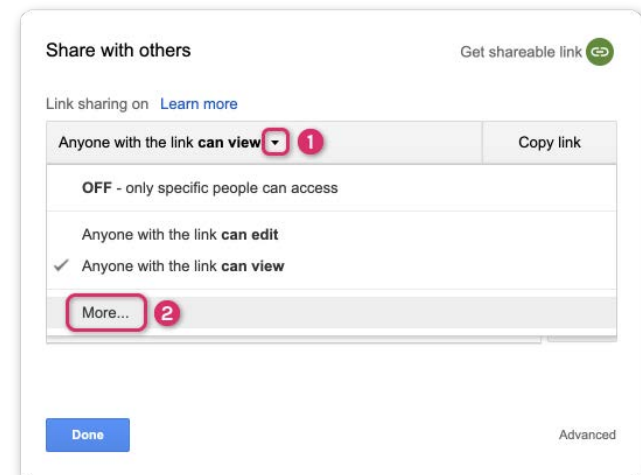 Share with others
Get shareable link
Link sharing on Learn more
Anyone with the link can view 1
Copy link
OFF - only specific people can access
Anyone with the link can edit
Anyone with the link can view
More... 2
Done
Advanced